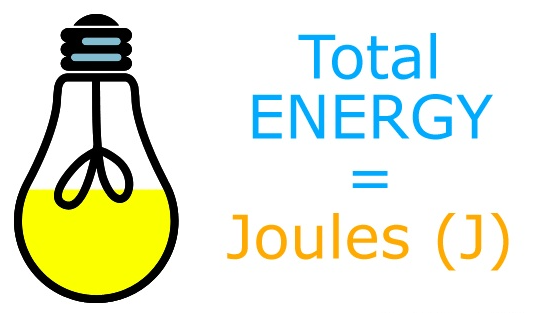 Total
ENERGY
=
Joules (J)